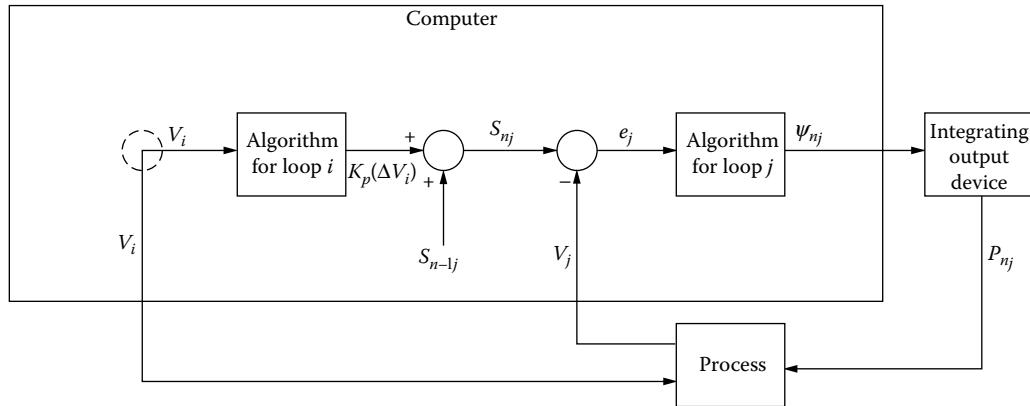 Computer
V_i
Algorithm
for loop i
+
K_p(ΔV_i)
+
S_{n–1j}
S_{nj}
–
e_j
Algorithm
for loop j
ψ_{nj}
Integrating
output
device
V_i
V_j
P_{nj}
Process